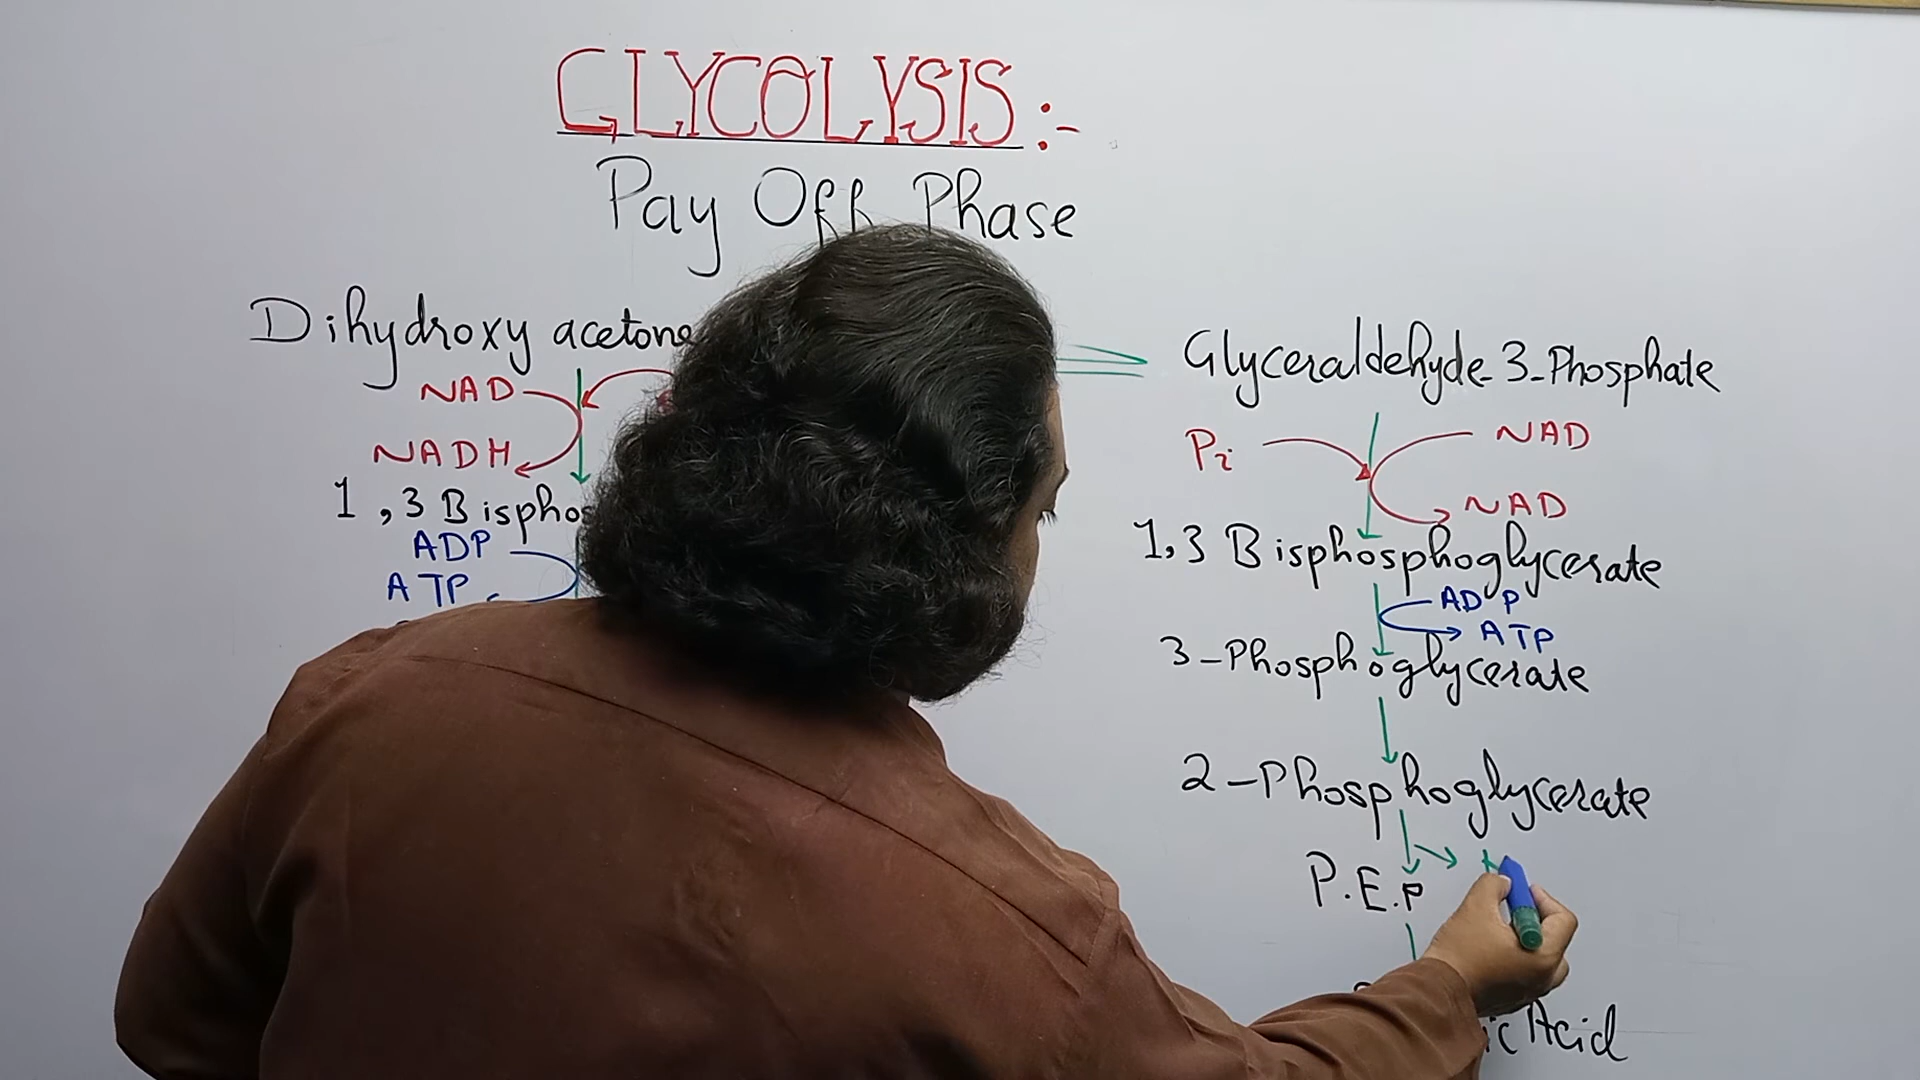 GLYCOLYSIS :-
Pay Off Phase
Dihydroxy acetone
NAD
NADH
1,3 Bispho
ADP
ATP
Glyceraldehyde-3-Phosphate
Pi NAD
NAD
1,3 Bisphosphoglycerate
ADP
ATP
3-Phosphoglycerate
2-Phosphoglycerate
P.E.P
ic Acid